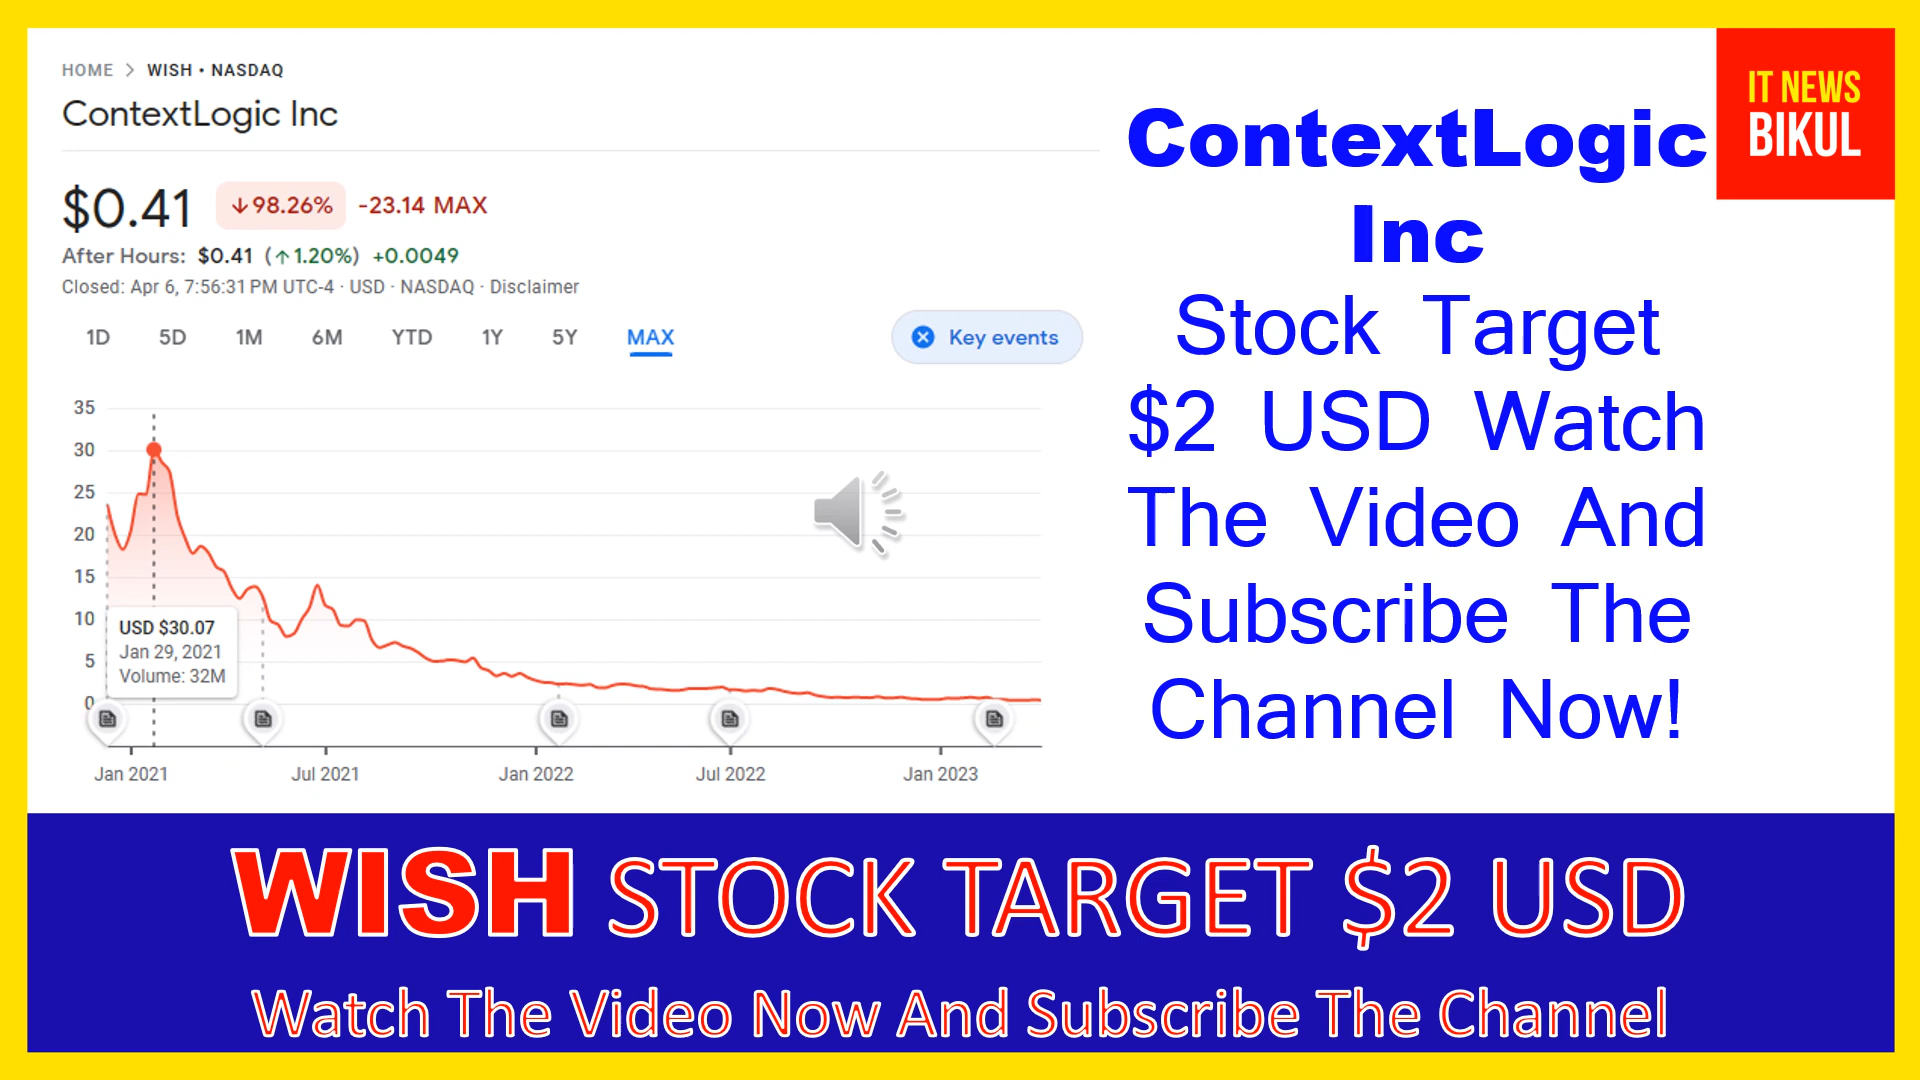 HOME > WISH • NASDAQ
ContextLogic Inc
$0.41 ↓98.26% -23.14 MAX
After Hours: $0.41 (↑1.20%) +0.0049
Closed: Apr 6, 7:56:31 PM UTC-4 · USD · NASDAQ · Disclaimer
1D 5D 1M 6M YTD 1Y 5Y MAX
Key events
35
30
25
20
15
10
5
0
USD $30.07
Jan 29, 2021
Volume: 32M
Jan 2021 Jul 2021 Jan 2022 Jul 2022 Jan 2023
ContextLogic
Inc
Stock Target
$2 USD Watch
The Video And
Subscribe The
Channel Now!
IT NEWS
BIKUL
WISH STOCK TARGET $2 USD
Watch The Video Now And Subscribe The Channel